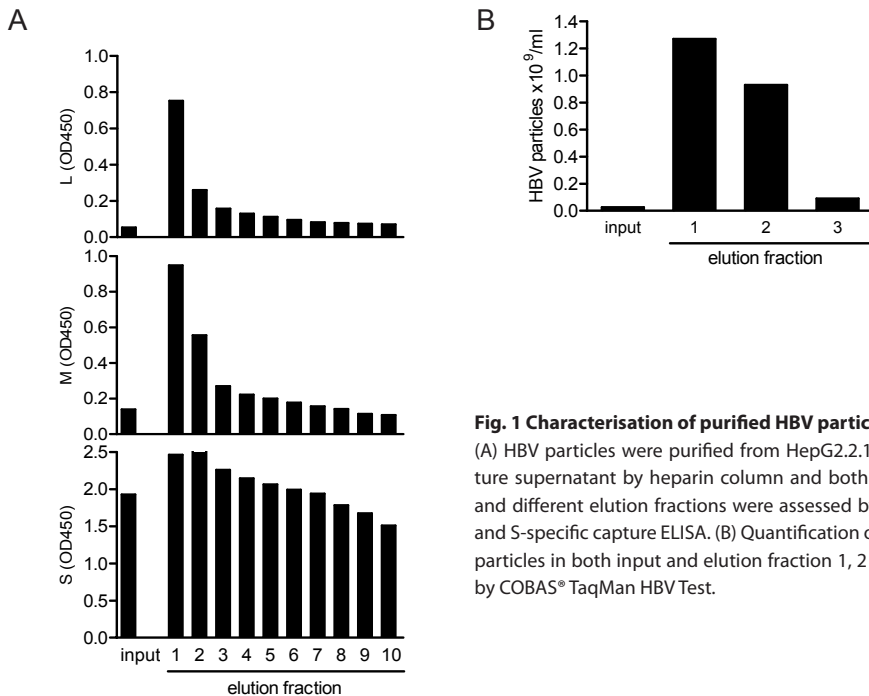 A
1.0
0.8
0.6
0.4
0.2
0.0
L (OD450)
1.0
0.8
0.6
0.4
0.2
0.0
M (OD450)
2.5
2.0
1.5
1.0
0.5
0.0
S (OD450)
input 1 2 3 4 5 6 7 8 9 10
elution fraction
B
1.4
1.2
1.0
0.8
0.6
0.4
0.2
0.0
HBV particles x10⁹/ml
input 1 2 3
elution fraction
Fig. 1 Characterisation of purified HBV partic
(A) HBV particles were purified from HepG2.2.1
ture supernatant by heparin column and both
and different elution fractions were assessed b
and S-specific capture ELISA. (B) Quantification
particles in both input and elution fraction 1, 2
by COBAS® TaqMan HBV Test.